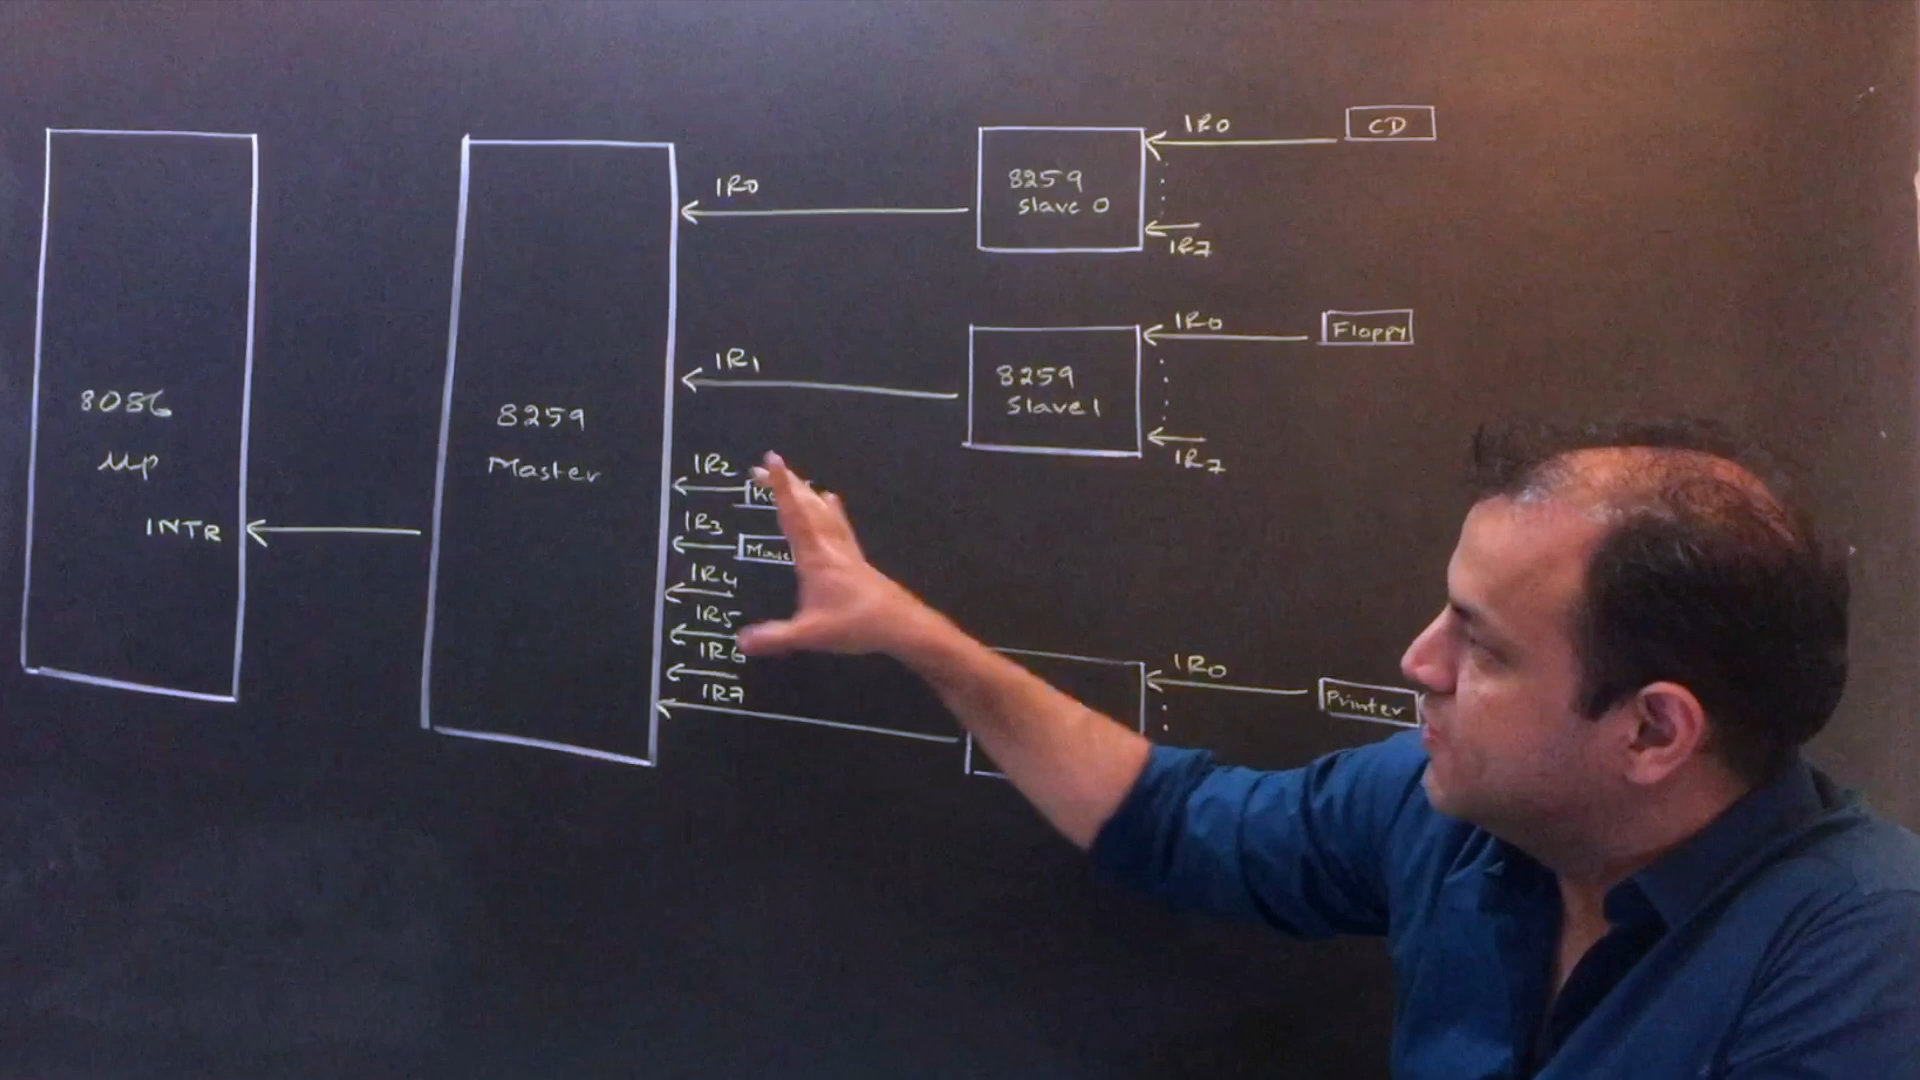 8086
μp
INTR
8259
Master
IR0
IR1
IR2
IR3
Mouse
IR4
IR5
IR6
IR7
8259
Slave 0
IR0
CD
IR7
8259
Slave 1
IR0
Floppy
IR7
IR0
Printer